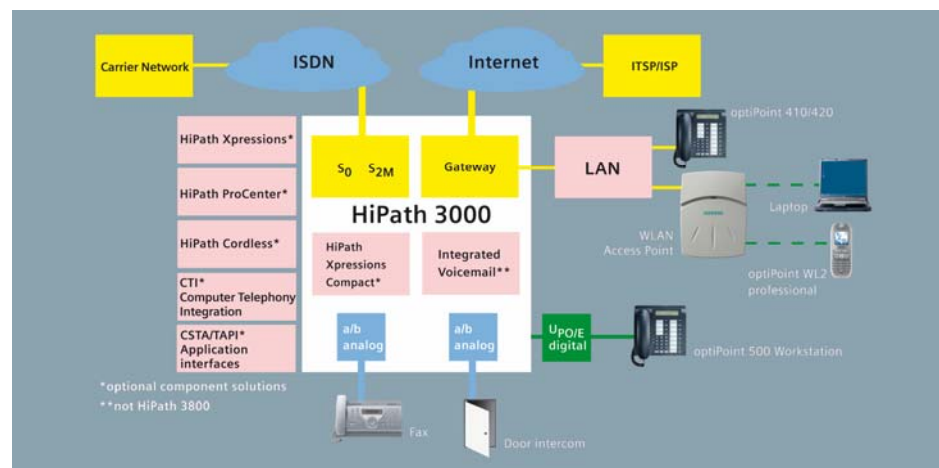 Carrier Network
ISDN
Internet
ITSP/ISP
optiPoint 410/420
HiPath Xpressions*
S0 S2M
Gateway
LAN
HiPath ProCenter*
HiPath 3000
Laptop
WLAN
Access Point
HiPath Cordless*
HiPath
Xpressions
Compact*
Integrated
Voicemail**
optiPoint WL2
professional
CTI*
Computer Telephony
Integration
CSTA/TAPI*
Application
interfaces
a/b
analog
a/b
analog
UPO/E
digital
optiPoint 500 Workstation
*optional component solutions
**not HiPath 3800
Fax
Door intercom